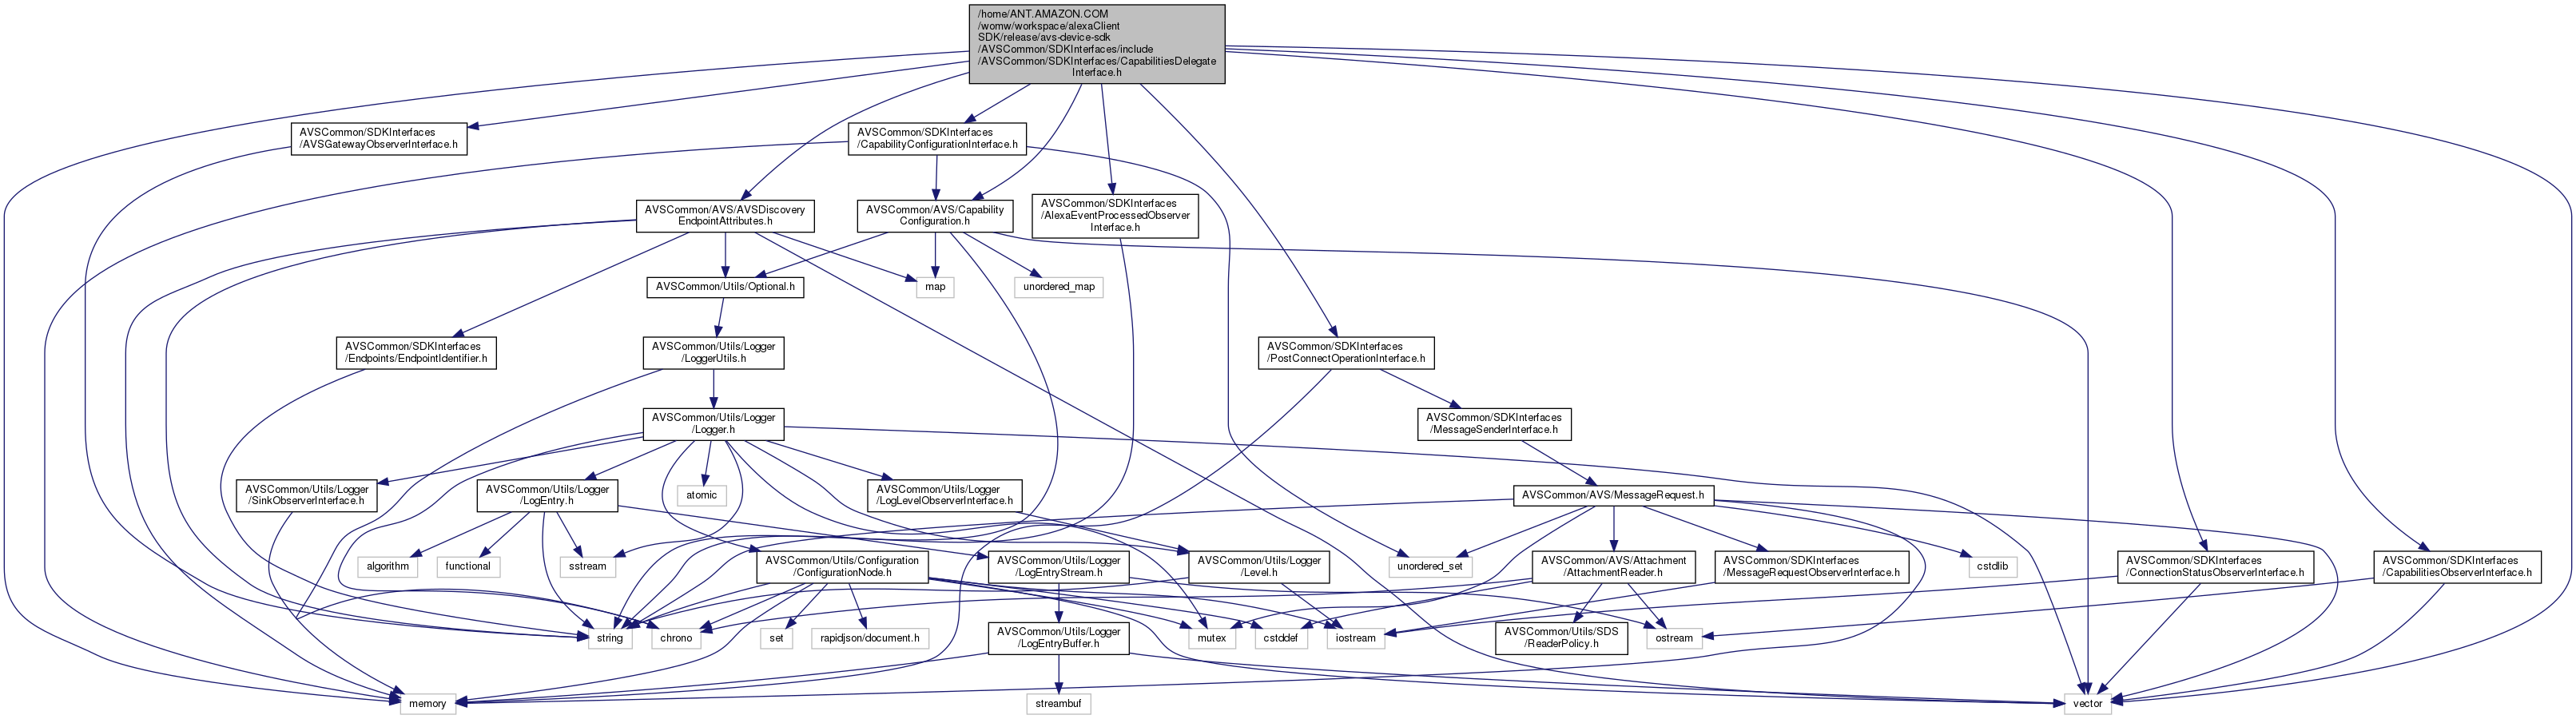 /home/ANT.AMAZON.COM
/womw/workspace/alexaClient
SDK/release/avs-device-sdk
/AVSCommon/SDKInterfaces/include
/AVSCommon/SDKInterfaces/CapabilitiesDelegate
Interface.h
AVSCommon/SDKInterfaces
/AVSGatewayObserverInterface.h
AVSCommon/SDKInterfaces
/CapabilityConfigurationInterface.h
AVSCommon/AVS/AVSDiscovery
EndpointAttributes.h
AVSCommon/AVS/Capability
Configuration.h
AVSCommon/SDKInterfaces
/AlexaEventProcessedObserver
Interface.h
AVSCommon/Utils/Optional.h
map
unordered_map
AVSCommon/SDKInterfaces
/Endpoints/EndpointIdentifier.h
AVSCommon/Utils/Logger
/LoggerUtils.h
AVSCommon/SDKInterfaces
/PostConnectOperationInterface.h
AVSCommon/Utils/Logger
/Logger.h
AVSCommon/SDKInterfaces
/MessageSenderInterface.h
AVSCommon/Utils/Logger
/SinkObserverInterface.h
AVSCommon/Utils/Logger
/LogEntry.h
atomic
AVSCommon/Utils/Logger
/LogLevelObserverInterface.h
AVSCommon/AVS/MessageRequest.h
algorithm
functional
sstream
AVSCommon/Utils/Configuration
/ConfigurationNode.h
AVSCommon/Utils/Logger
/LogEntryStream.h
AVSCommon/Utils/Logger
/Level.h
unordered_set
AVSCommon/AVS/Attachment
/AttachmentReader.h
AVSCommon/SDKInterfaces
/MessageRequestObserverInterface.h
cstdlib
AVSCommon/SDKInterfaces
/ConnectionStatusObserverInterface.h
AVSCommon/SDKInterfaces
/CapabilitiesObserverInterface.h
string
chrono
set
rapidjson/document.h
AVSCommon/Utils/Logger
/LogEntryBuffer.h
mutex
cstddef
iostream
AVSCommon/Utils/SDS
/ReaderPolicy.h
ostream
memory
streambuf
vector